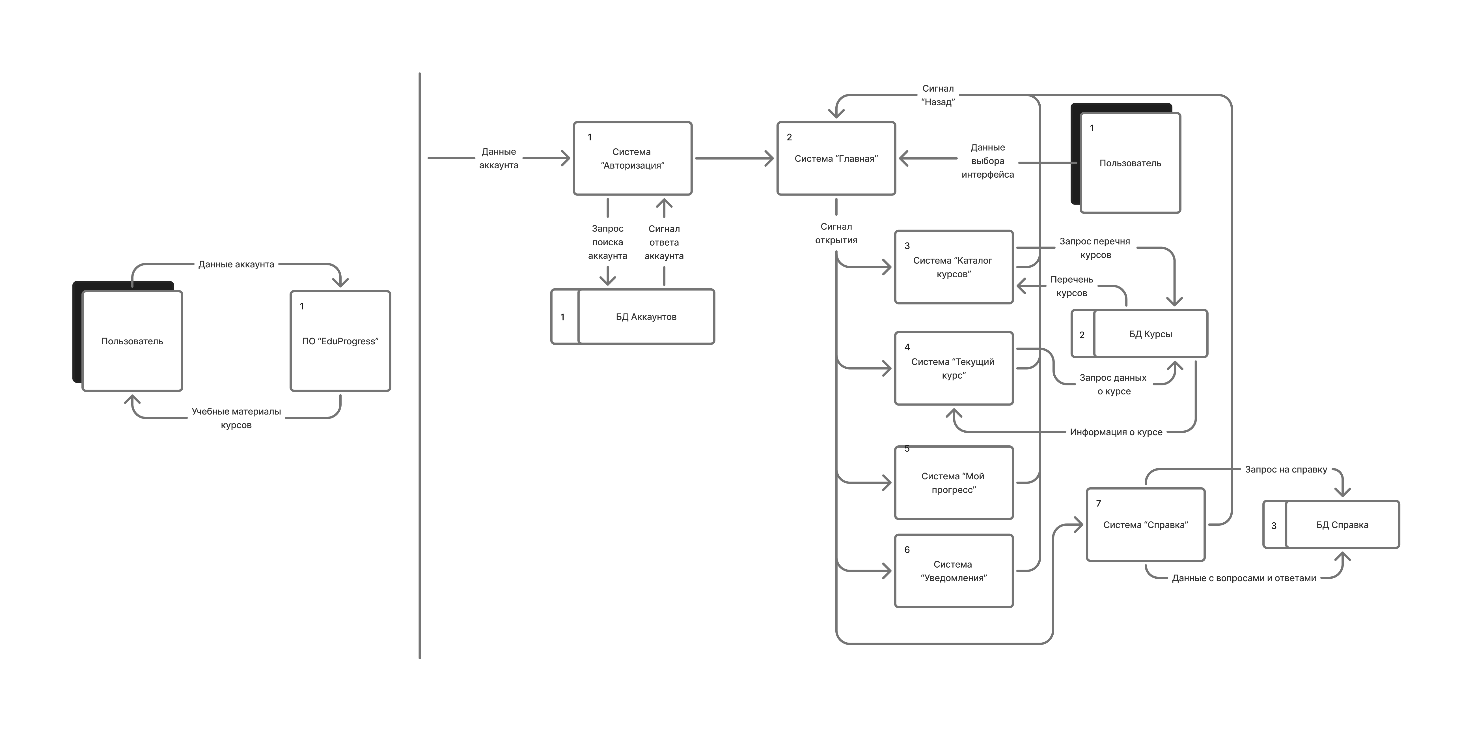 Данные аккаунта
Пользователь
1
ПО "EduProgress"
Учебные материалы
курсов
Данные
аккаунта
1
Система
"Авторизация"
Запрос
поиска
аккаунта
Сигнал
ответа
аккаунта
1
БД Аккаунтов
2
Система "Главная"
Сигнал
"Назад"
Данные
выбора
интерфейса
1
Пользователь
Сигнал
открытия
3
Система "Каталог
курсов"
Запрос перечня
курсов
Перечень
курсов
2
БД Курсы
4
Система "Текущий
курс"
Запрос данных
о курсе
Информация о курсе
5
Система "Мой
прогресс"
6
Система
"Уведомления"
7
Система "Справка"
Запрос на справку
3
БД Справка
Данные с вопросами и ответами